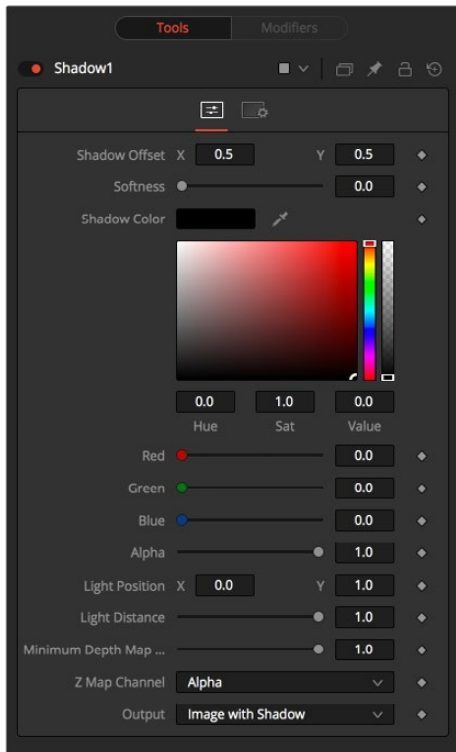 Tools Modifiers
Shadow1
Shadow Offset X 0.5 Y 0.5
Softness 0.0
Shadow Color
0.0 1.0 0.0
Hue Sat Value
Red 0.0
Green 0.0
Blue 0.0
Alpha 1.0
Light Position X 0.0 Y 1.0
Light Distance 1.0
Minimum Depth Map ... 1.0
Z Map Channel Alpha
Output Image with Shadow